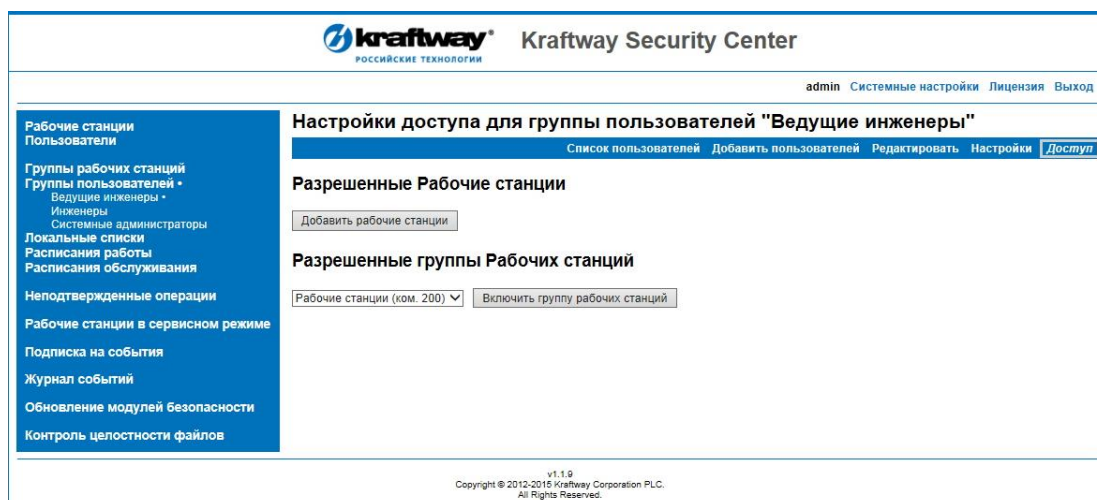 kraftway®
РОССИЙСКИЕ ТЕХНОЛОГИИ
Kraftway Security Center
admin Системные настройки Лицензия Выход
Рабочие станции
Пользователи
Группы рабочих станций
Группы пользователей •
Ведущие инженеры •
Инженеры
Системные администраторы
Локальные списки
Расписания работы
Расписания обслуживания
Неподтвержденные операции
Рабочие станции в сервисном режиме
Подписка на события
Журнал событий
Обновление модулей безопасности
Контроль целостности файлов
Настройки доступа для группы пользователей "Ведущие инженеры"
Список пользователей Добавить пользователей Редактировать Настройки Доступ
Разрешенные Рабочие станции
Добавить рабочие станции
Разрешенные группы Рабочих станций
Рабочие станции (ком. 200) Включить группу рабочих станций
v1.1.9
Copyright © 2012-2015 Kraftway Corporation PLC.
All Rights Reserved.